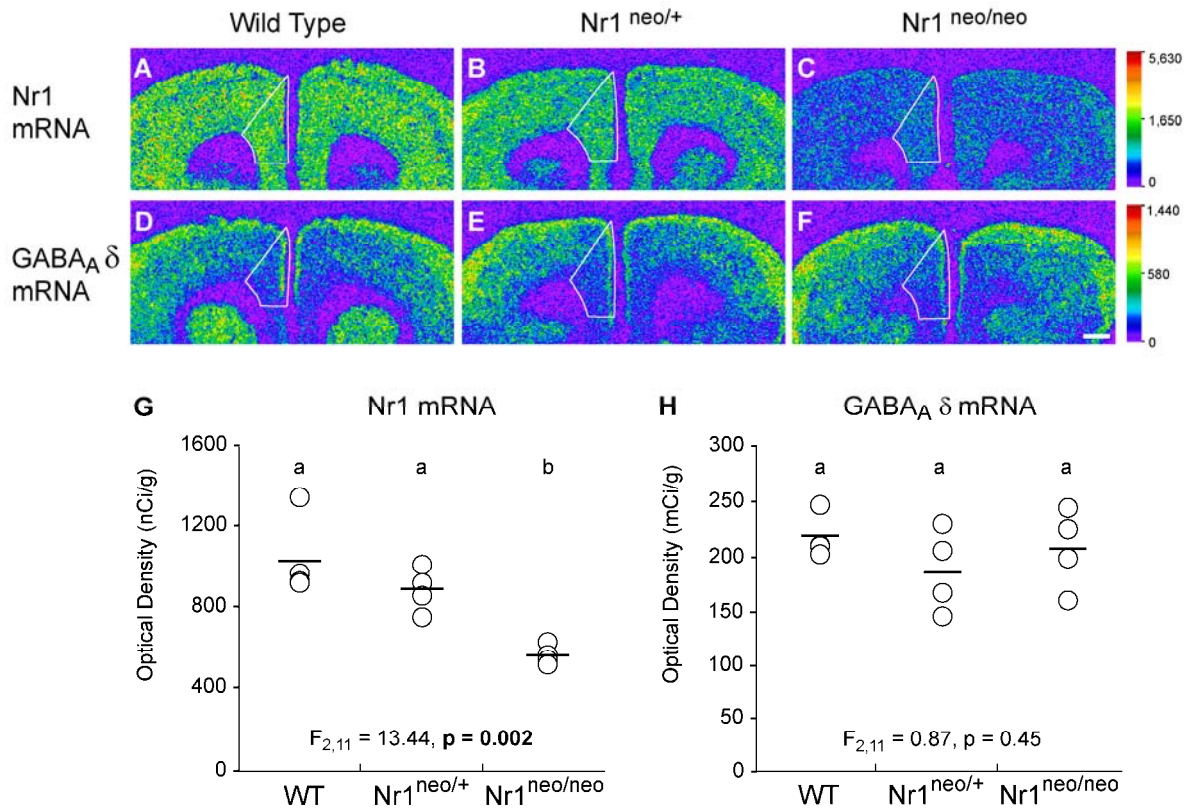 Wild Type Nr1 neo/+ Nr1 neo/neo
A B C
Nr1
mRNA
5,630
1,650
0
D E F
GABAA δ
mRNA
1,440
580
0
G Nr1 mRNA
Optical Density (nCi/g)
1600
1200
800
400
0
a a b
F2,11 = 13.44, p = 0.002
WT Nr1neo/+ Nr1neo/neo
H GABAA δ mRNA
Optical Density (mCi/g)
300
250
200
150
100
50
0
a a a
F2,11 = 0.87, p = 0.45
WT Nr1neo/+ Nr1neo/neo